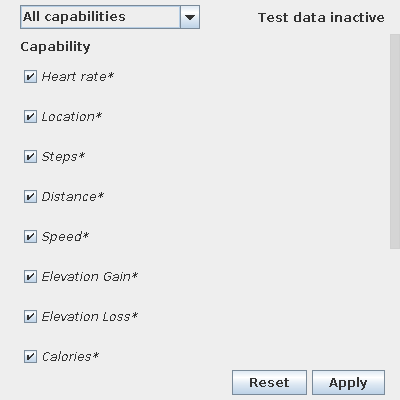 All capabilities
Test data inactive
Capability
Heart rate*
Location*
Steps*
Distance*
Speed*
Elevation Gain*
Elevation Loss*
Calories*
Reset Apply